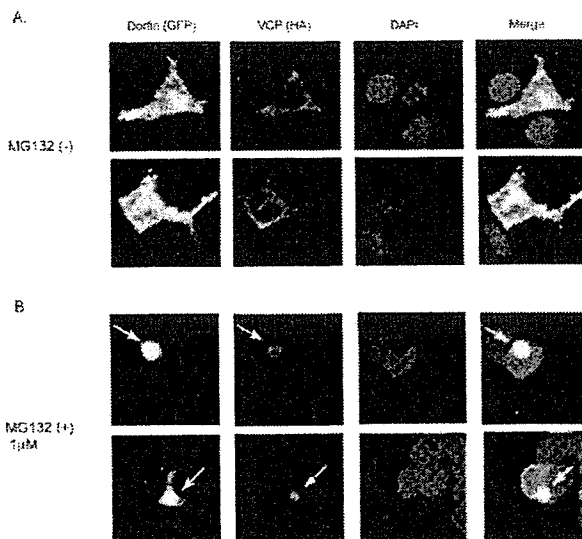 A.
Dorfin (GFP) VCP (HA) DAPI Merge
MG132 (-)
B
MG132 (+)
1μM